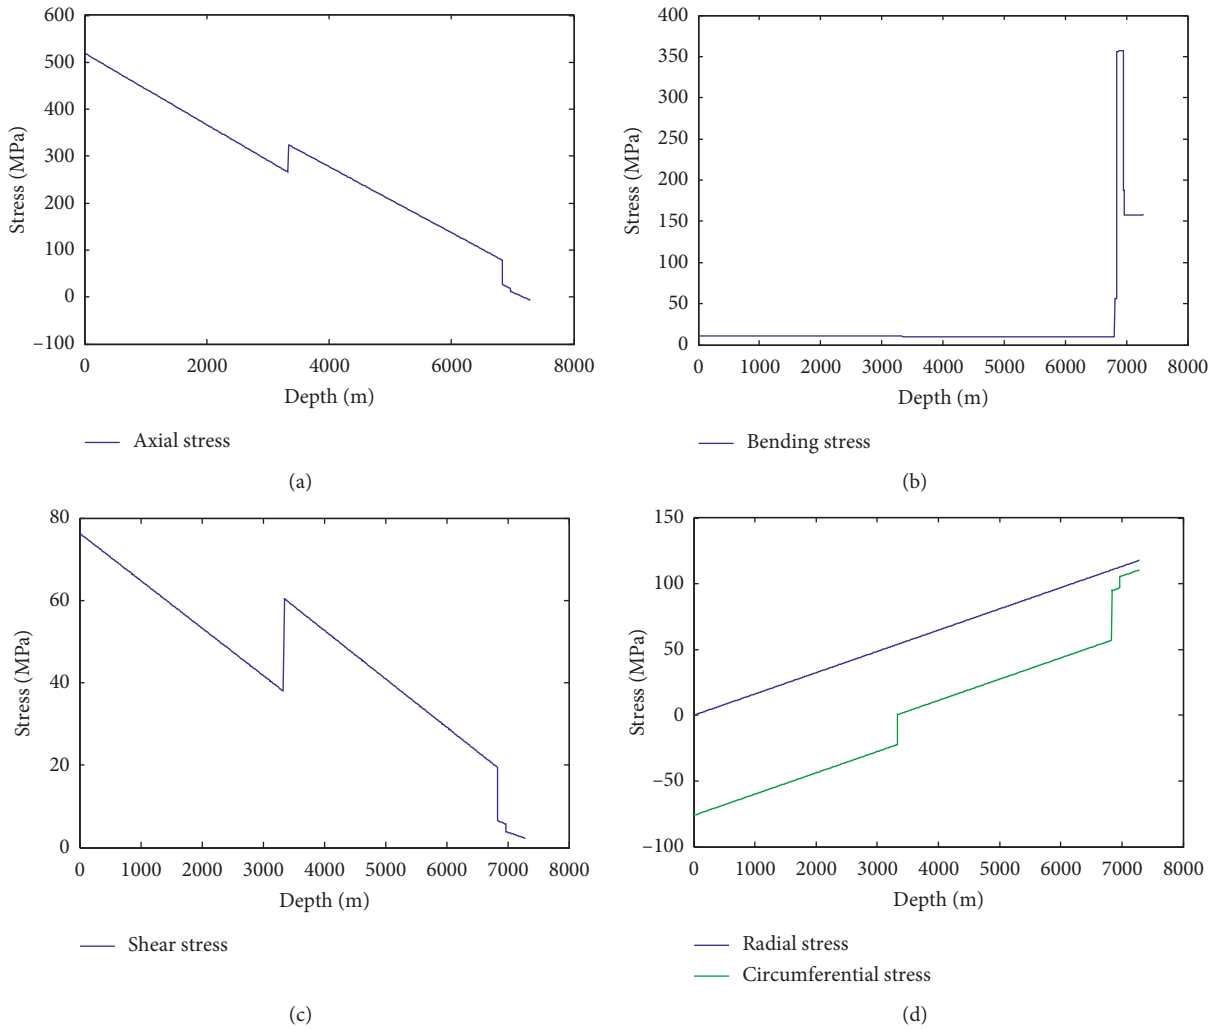 600
500
400
300
200
100
0
−100
Stress (MPa)
0 2000 4000 6000 8000
Depth (m)
Axial stress
(a)
400
350
300
250
200
150
100
50
0
Stress (MPa)
0 1000 2000 3000 4000 5000 6000 7000 8000
Depth (m)
Bending stress
(b)
80
60
40
20
0
Stress (MPa)
0 1000 2000 3000 4000 5000 6000 7000 8000
Depth (m)
Shear stress
(c)
150
100
50
0
−50
−100
Stress (MPa)
0 1000 2000 3000 4000 5000 6000 7000 8000
Depth (m)
Radial stress
Circumferential stress
(d)